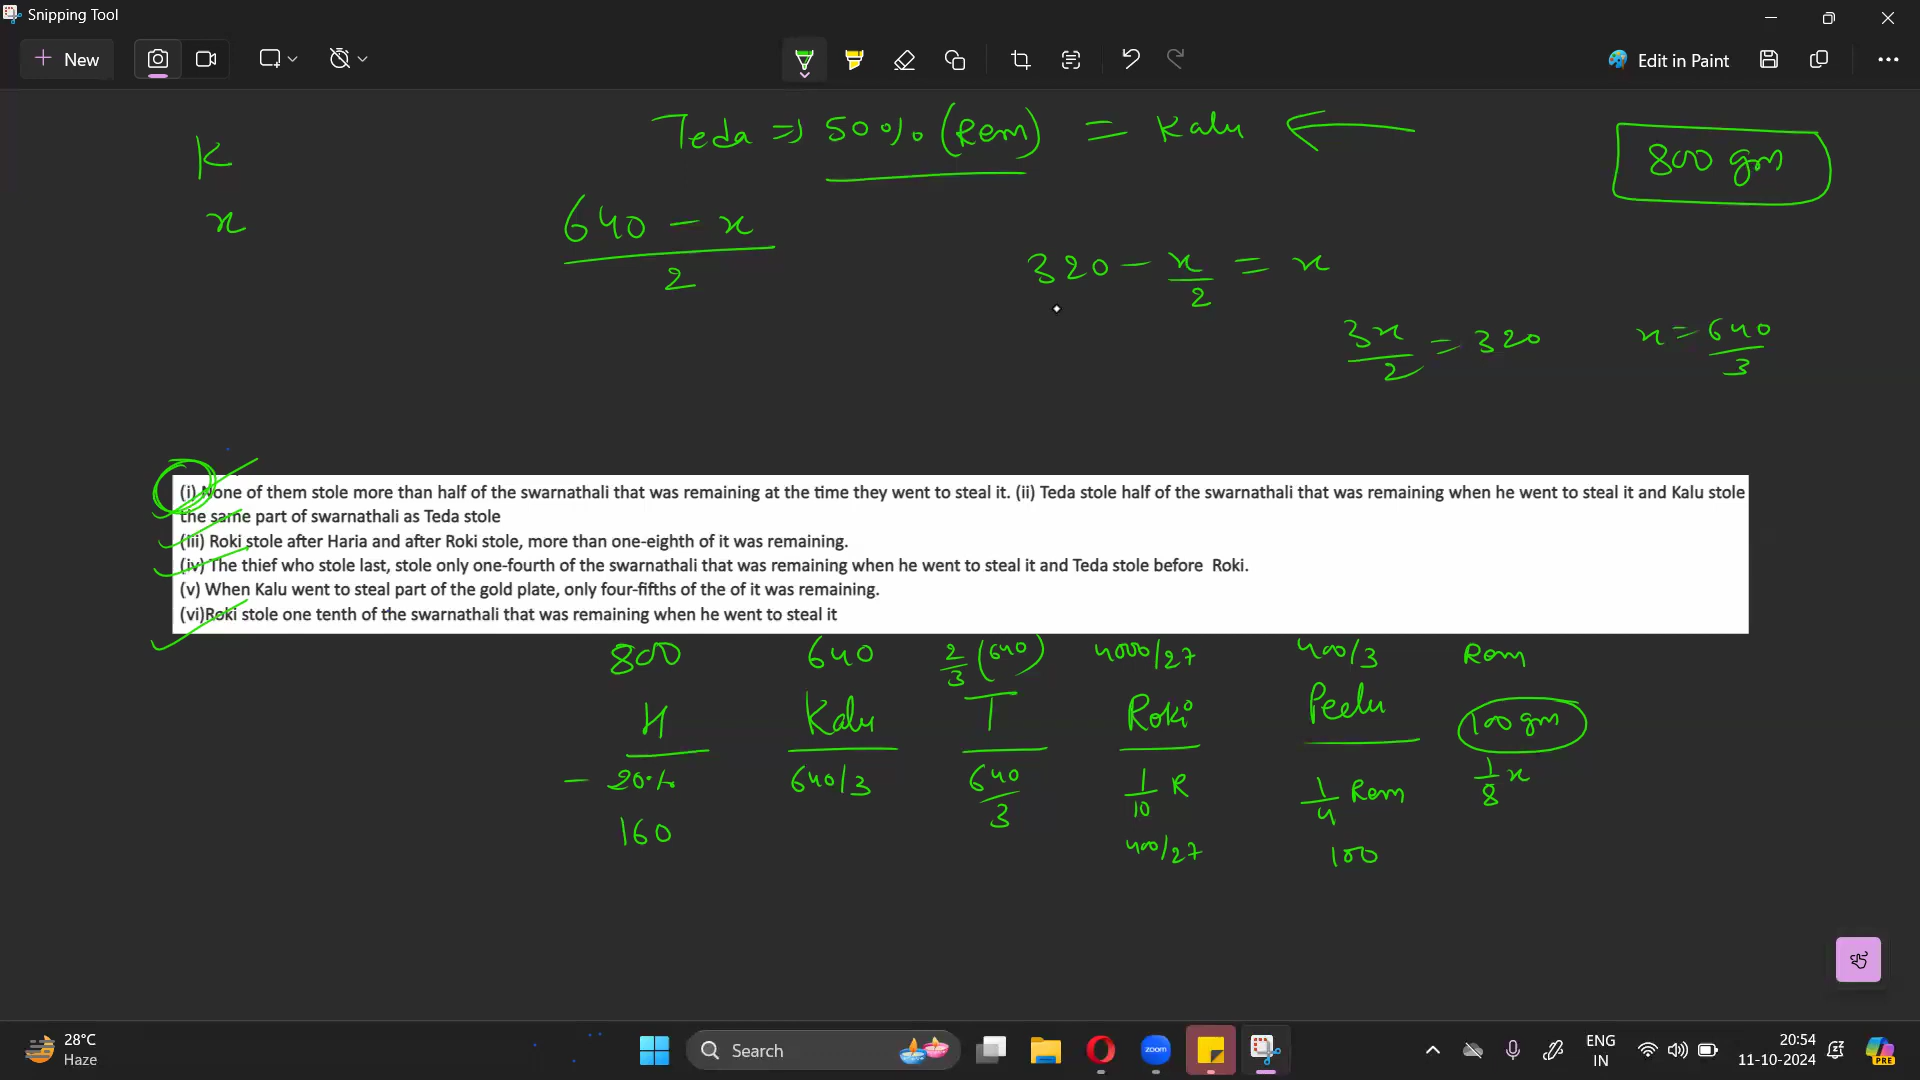 Snipping Tool
New
Edit in Paint
K
Teda => 50% (Rem) = Kalu
800 gm
x
640 - x
2
320 - x/2 = x
3x/2 = 320
x = 640/3
(i) None of them stole more than half of the swarnathali that was remaining at the time they went to steal it. (ii) Teda stole half of the swarnathali that was remaining when he went to steal it and Kalu stole
the same part of swarnathali as Teda stole
(iii) Roki stole after Haria and after Roki stole, more than one-eighth of it was remaining.
(iv) The thief who stole last, stole only one-fourth of the swarnathali that was remaining when he went to steal it and Teda stole before Roki.
(v) When Kalu went to steal part of the gold plate, only four-fifths of the of it was remaining.
(vi)Roki stole one tenth of the swarnathali that was remaining when he went to steal it
800 640 2/3 (640) 4000/27 400/3 Rem
H Kalu T Roki Peelu 100 gm
- 20% 640/3 640/3 1/10 R 1/4 Rem 1/8 x
160 400/27 100
28°C
Haze
Search
zoom
ENG
IN
20:54
11-10-2024
PRE